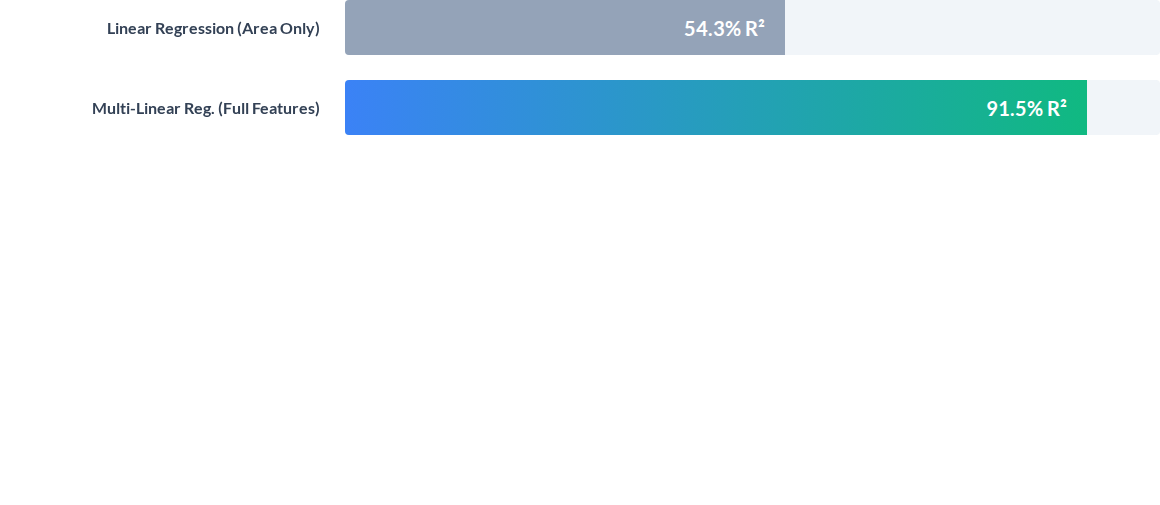 Linear Regression (Area Only)
54.3% R²
Multi-Linear Reg. (Full Features)
91.5% R²